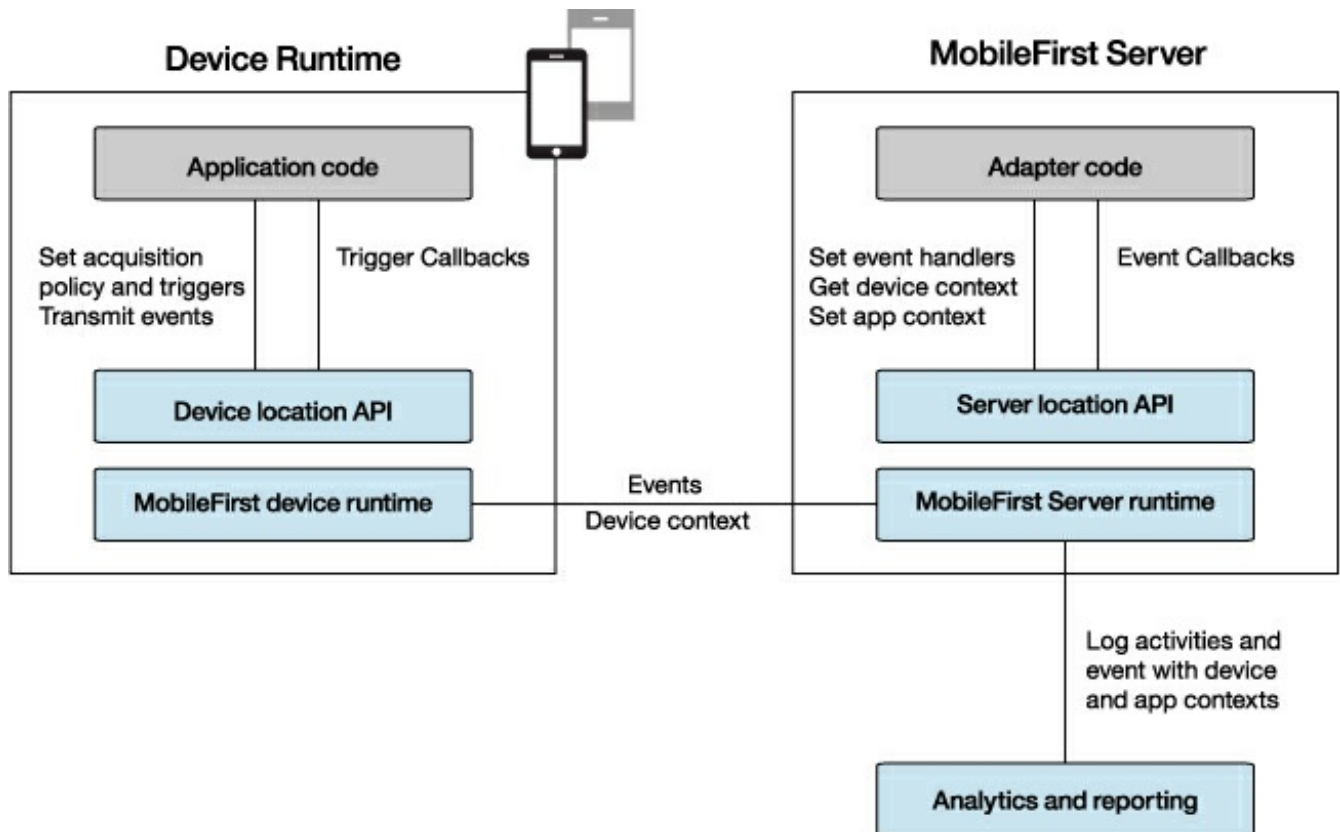 Device Runtime
MobileFirst Server
Application code
Adapter code
Set acquisition
policy and triggers
Transmit events
Trigger Callbacks
Set event handlers
Get device context
Set app context
Event Callbacks
Device location API
Server location API
MobileFirst device runtime
Events
Device context
MobileFirst Server runtime
Log activities and
event with device
and app contexts
Analytics and reporting